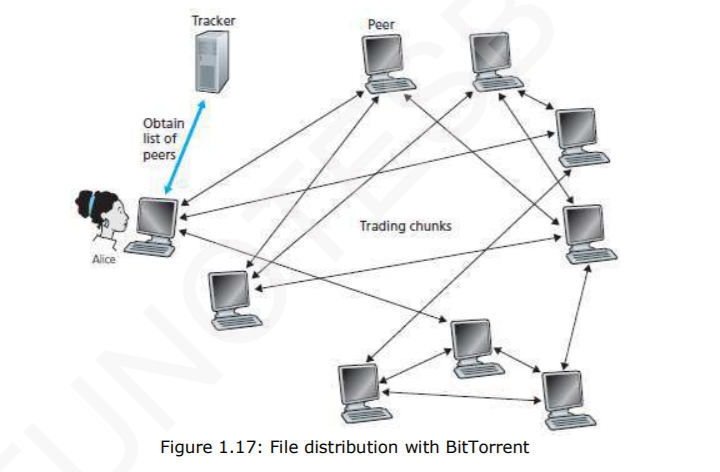 Tracker
Peer
Obtain
list of
peers
Trading chunks
Alice
Figure 1.17: File distribution with BitTorrent